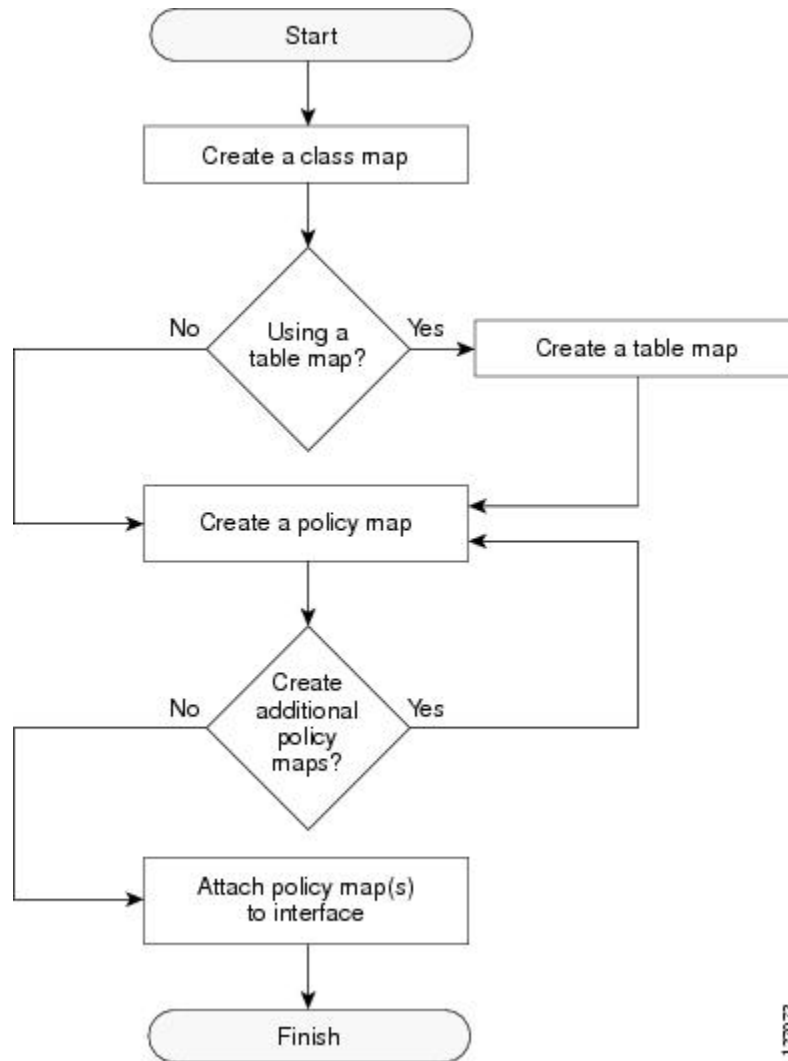 Start
Create a class map
No
Using a
table map?
Yes
Create a table map
Create a policy map
No
Create
additional
policy
maps?
Yes
Attach policy map(s)
to interface
Finish